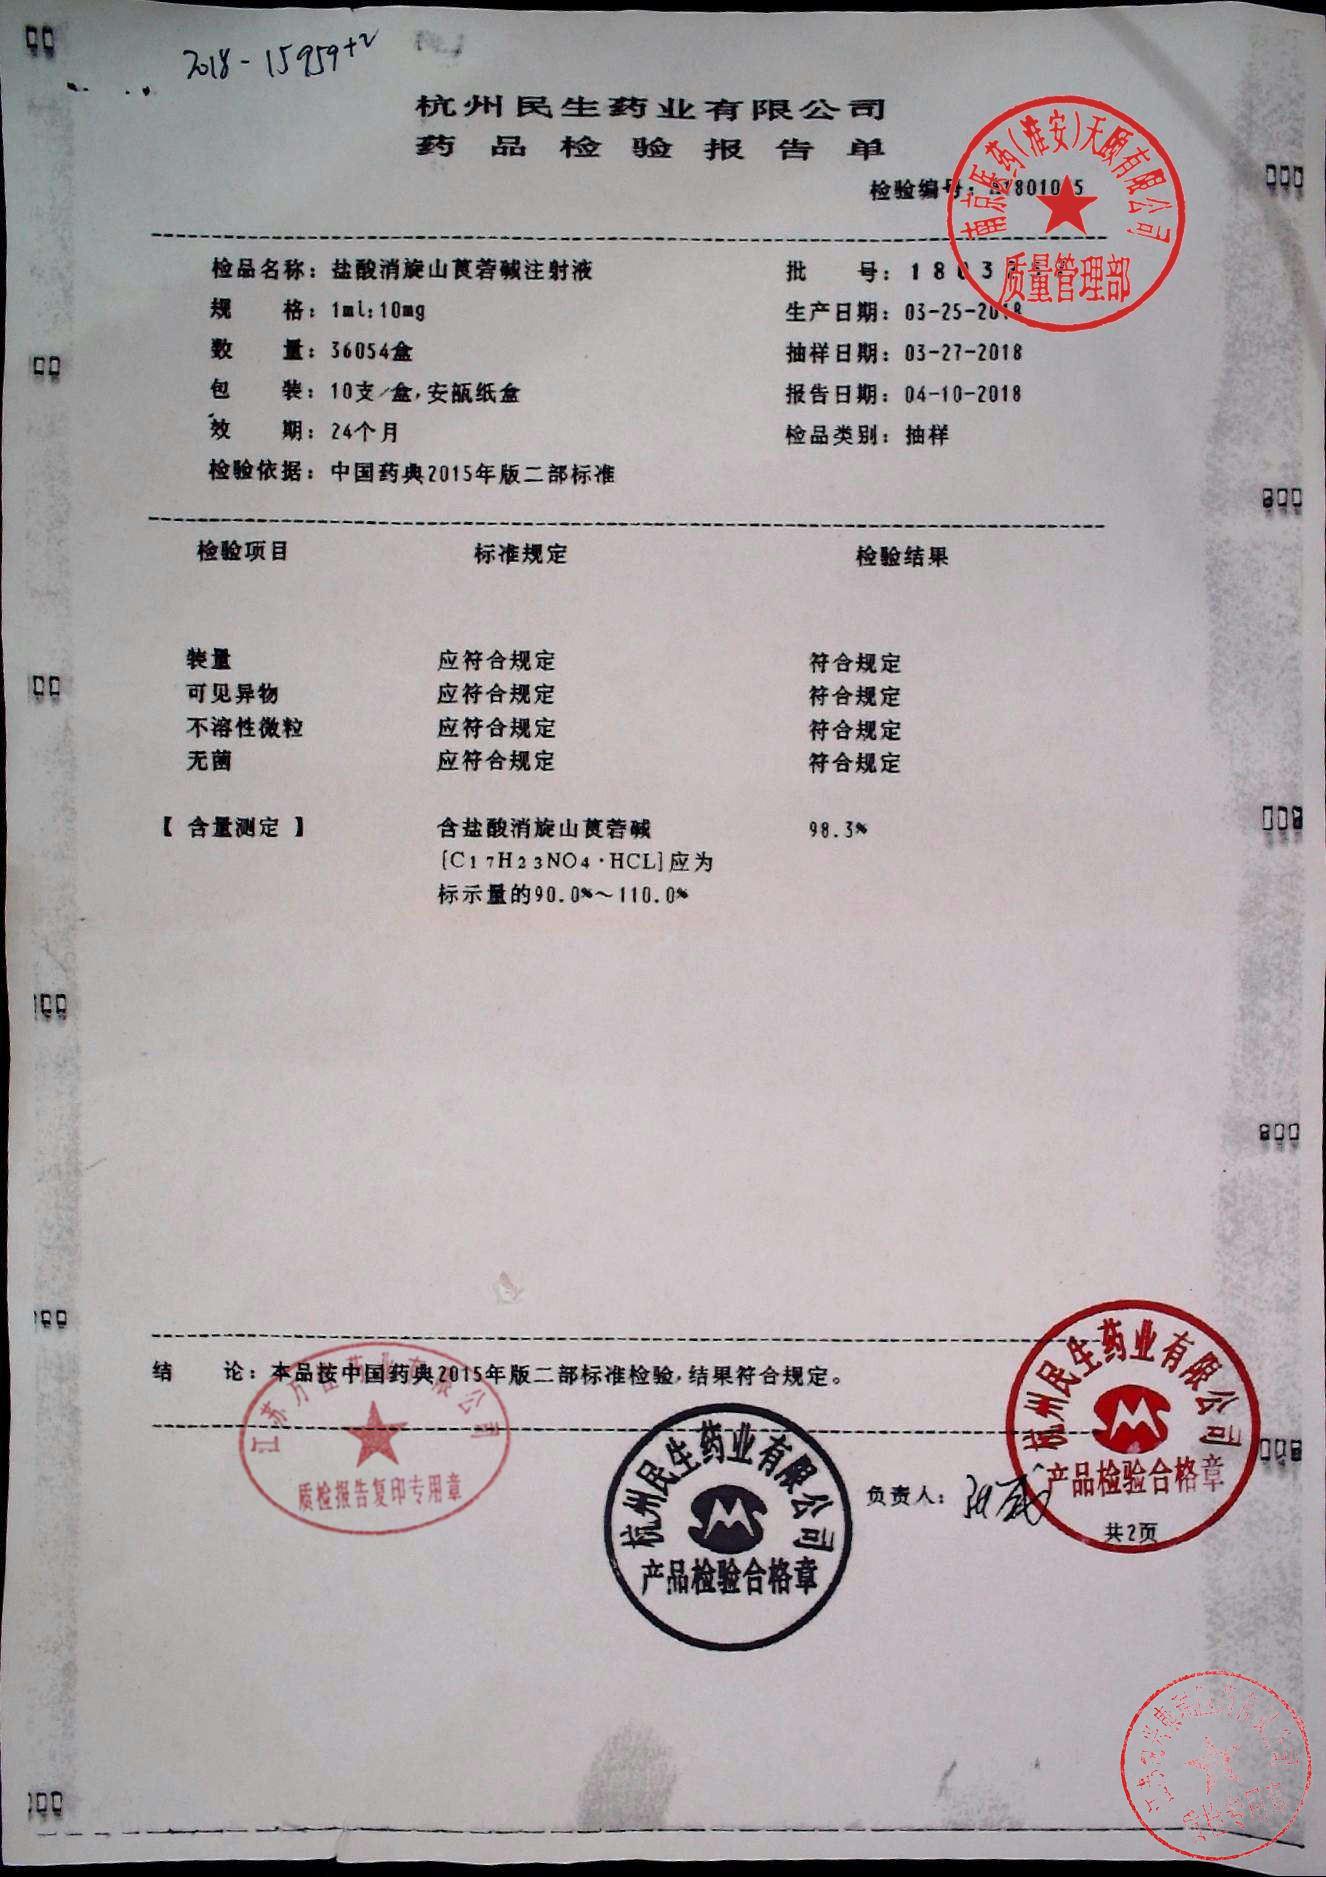 2018-15959+2
杭州民生药业有限公司
药品检验报告单
检验编号:
检品名称: 盐酸消旋山莨菪碱注射液 批 号:
规 格: 1ml:10mg 生产日期: 03-25-2018
数 量: 36054盒 抽样日期: 03-27-2018
包 装: 10支/盒,安瓿纸盒 报告日期: 04-10-2018
效 期: 24个月 检品类别: 抽样
检验依据: 中国药典2015年版二部标准
南京医药(淮安)天颐有限公司
质量管理部
检验项目 标准规定 检验结果
装量 应符合规定 符合规定
可见异物 应符合规定 符合规定
不溶性微粒 应符合规定 符合规定
无菌 应符合规定 符合规定
【 含量测定 】 含盐酸消旋山莨菪碱 98.3%
[C17H23NO4·HCL]应为
标示量的90.0%~110.0%
结 论: 本品按中国药典2015年版二部标准检验,结果符合规定。
质检报告复印专用章
杭州民生药业有限公司
产品检验合格章
负责人:
杭州民生药业有限公司
产品检验合格章
共2页